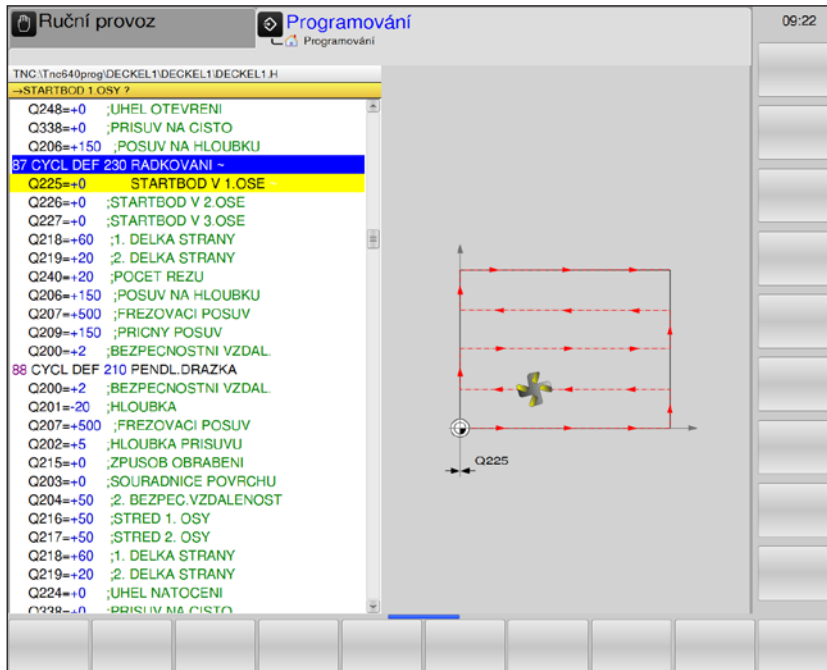 Ruční provoz
Programování
Programování
09:22
TNC:\Tnc640prog\DECKEL1\DECKEL1\DECKEL1.H
→STARTBOD 1.OSY ?
Q248=+0 ;UHEL OTEVRENI
Q338=+0 ;PRISUV NA CISTO
Q206=+150 ;POSUV NA HLOUBKU
87 CYCL DEF 230 RADKOVANI ~
Q225=+0 STARTBOD V 1.OSE ~
Q226=+0 ;STARTBOD V 2.OSE
Q227=+0 ;STARTBOD V 3.OSE
Q218=+60 ;1. DELKA STRANY
Q219=+20 ;2. DELKA STRANY
Q240=+20 ;POCET REZU
Q206=+150 ;POSUV NA HLOUBKU
Q207=+500 ;FREZOVACI POSUV
Q209=+150 ;PRICNY POSUV
Q200=+2 ;BEZPECNOSTNI VZDAL.
88 CYCL DEF 210 PENDL.DRAZKA
Q200=+2 ;BEZPECNOSTNI VZDAL.
Q201=-20 ;HLOUBKA
Q207=+500 ;FREZOVACI POSUV
Q202=+5 ;HLOUBKA PRISUVU
Q215=+0 ;ZPUSOB OBRABENI
Q203=+0 ;SOURADNICE POVRCHU
Q204=+50 ;2. BEZPEC.VZDALENOST
Q216=+50 ;STRED 1. OSY
Q217=+50 ;STRED 2. OSY
Q218=+60 ;1. DELKA STRANY
Q219=+20 ;2. DELKA STRANY
Q224=+0 ;UHEL NATOCENI
Q338=+0 ;PRISUV NA CISTO
Q225